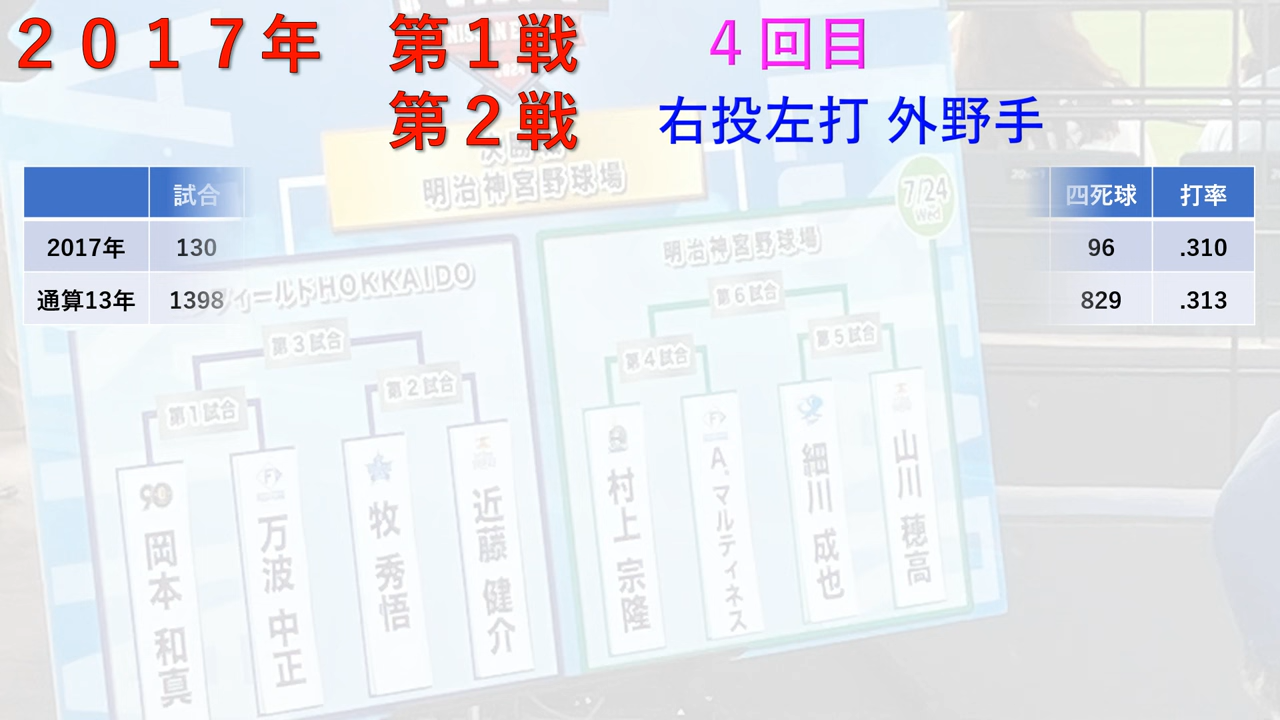 ２０１７年 第１戦 ４回目
第２戦 右投左打 外野手
試合 四死球 打率
2017年 130 96 .310
通算13年 1398 829 .313
明治神宮野球場
7/24
Wed
ィールドHOKKAIDO
明治神宮野球場
第６試合
第３試合
第５試合
第４試合
第２試合
第１試合
90 岡本 和真
F 万波 中正
牧 秀悟
近藤 健介
村上 宗隆
F A.マルティネス
細川 成也
山川 穂高